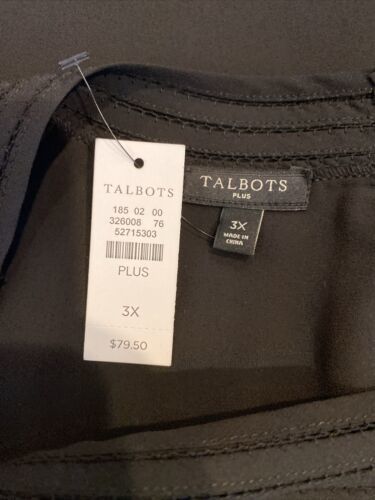 TALBOTS
185 02 00
326008 76
52715303
PLUS
3X
$79.50
TALBOTS
PLUS
3X
MADE IN
CHINA